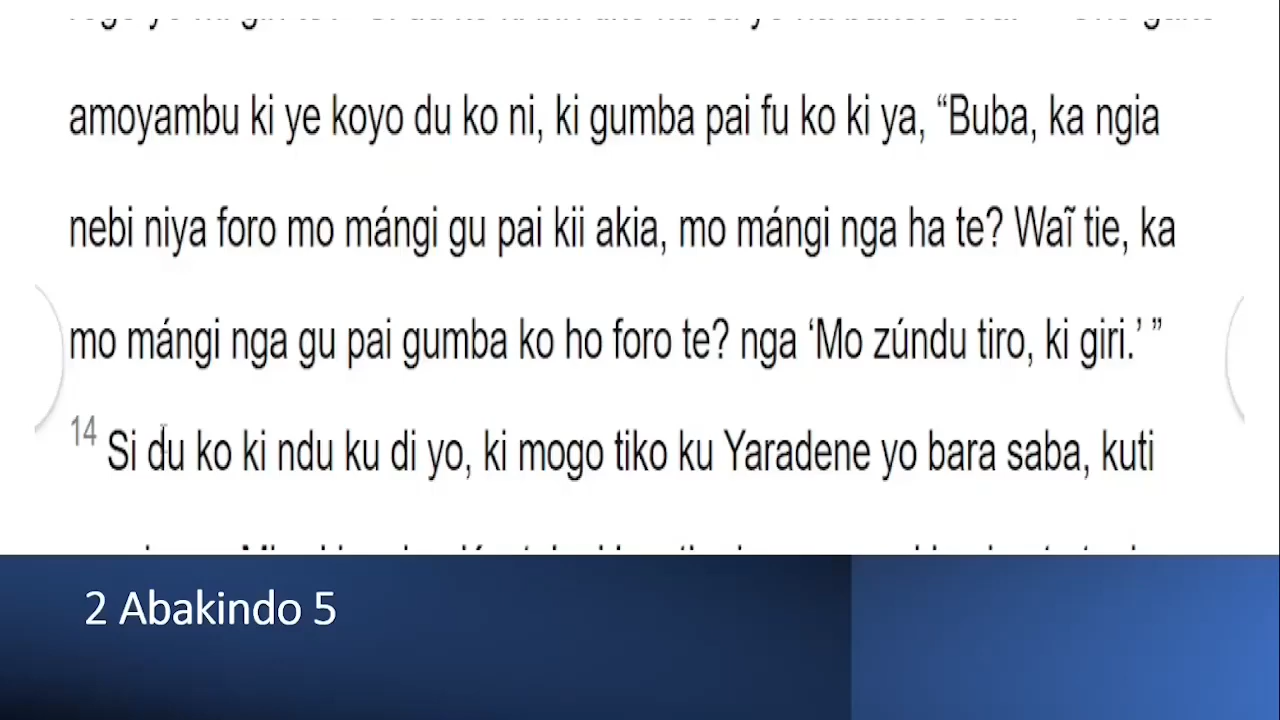 amoyambu ki ye koyo du ko ni, ki gumba pai fu ko ki ya, “Buba, ka ngia
nebi niya foro mo mángi gu pai kii akia, mo mángi nga ha te? Waĩ tie, ka
mo mángi nga gu pai gumba ko ho foro te? nga ‘Mo zúndu tiro, ki giri.’ ”
14 Si du ko ki ndu ku di yo, ki mogo tiko ku Yaradene yo bara saba, kuti
2 Abakindo 5